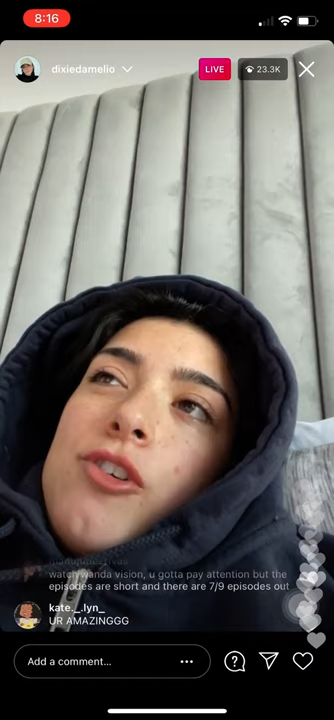 8:16
dixiedamelio
LIVE
23.3K
watch wanda vision, u gotta pay attention but the
episodes are short and there are 7/9 episodes out
kate._.lyn_
UR AMAZINGGG
Add a comment...